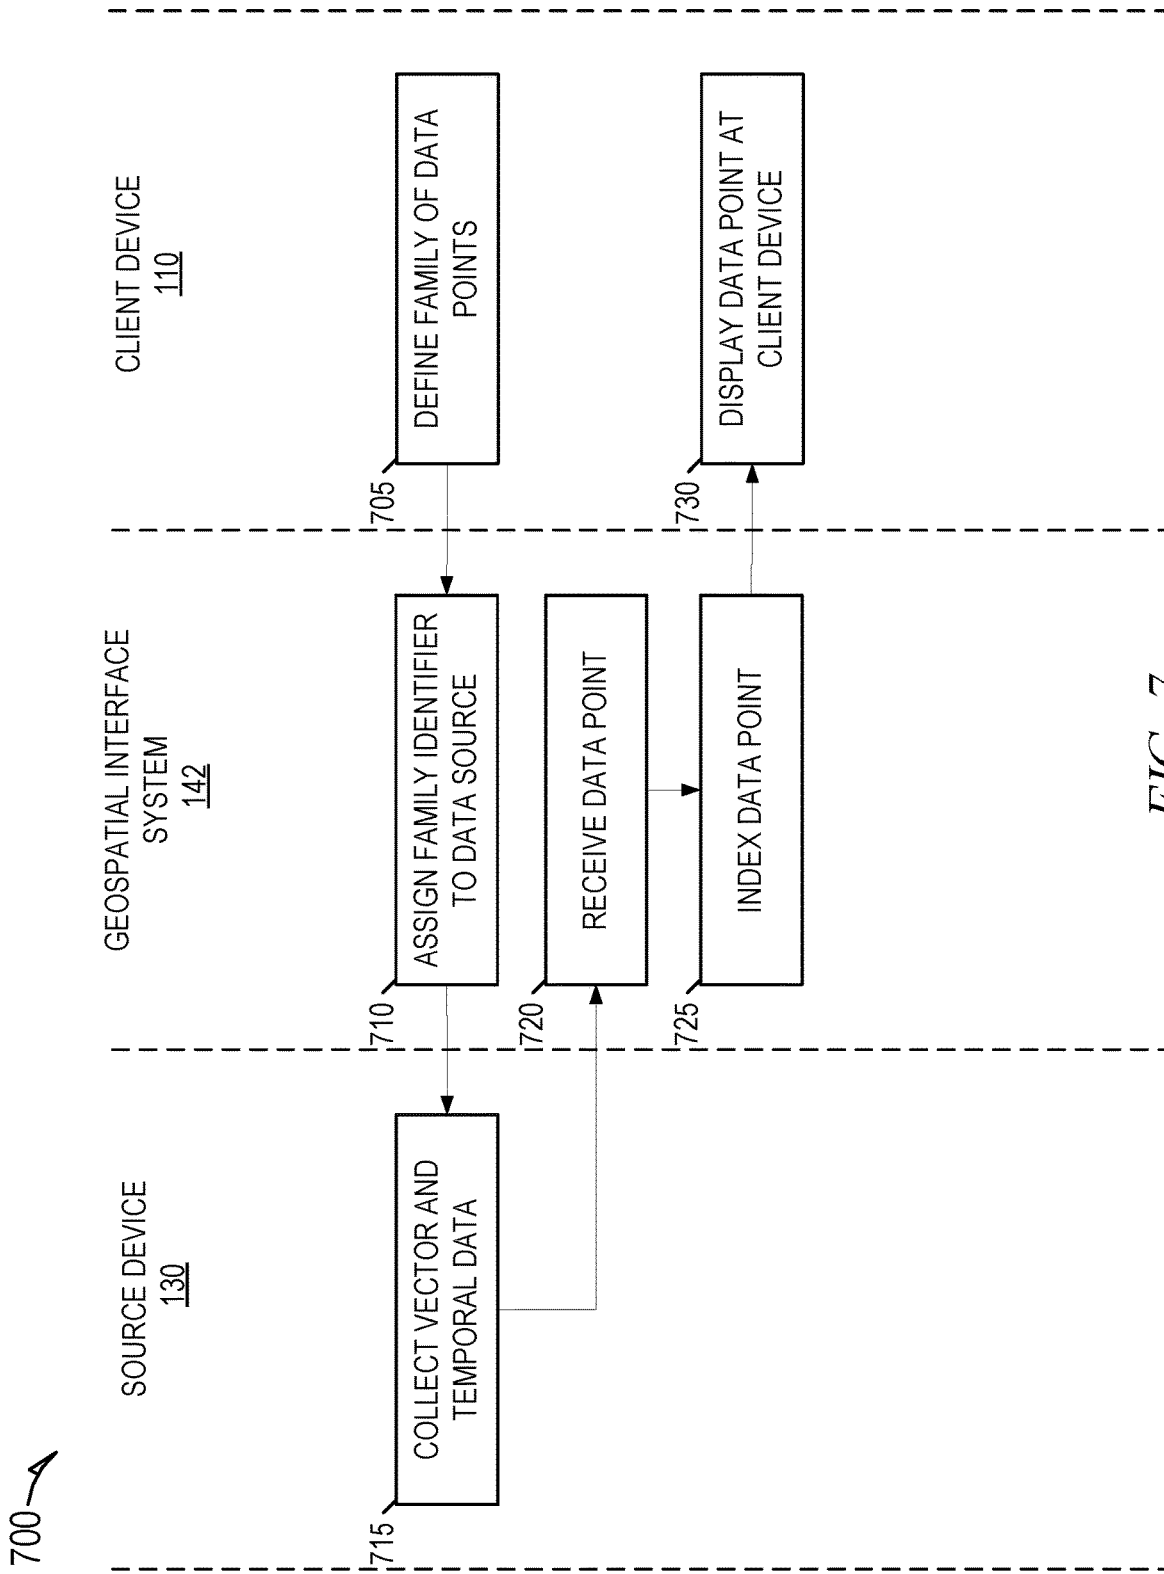 700
SOURCE DEVICE
130
GEOSPATIAL INTERFACE
SYSTEM
142
CLIENT DEVICE
110
715
COLLECT VECTOR AND
TEMPORAL DATA
710
ASSIGN FAMILY IDENTIFIER
TO DATA SOURCE
705
DEFINE FAMILY OF DATA
POINTS
720
RECEIVE DATA POINT
725
INDEX DATA POINT
730
DISPLAY DATA POINT AT
CLIENT DEVICE
FIG. 7